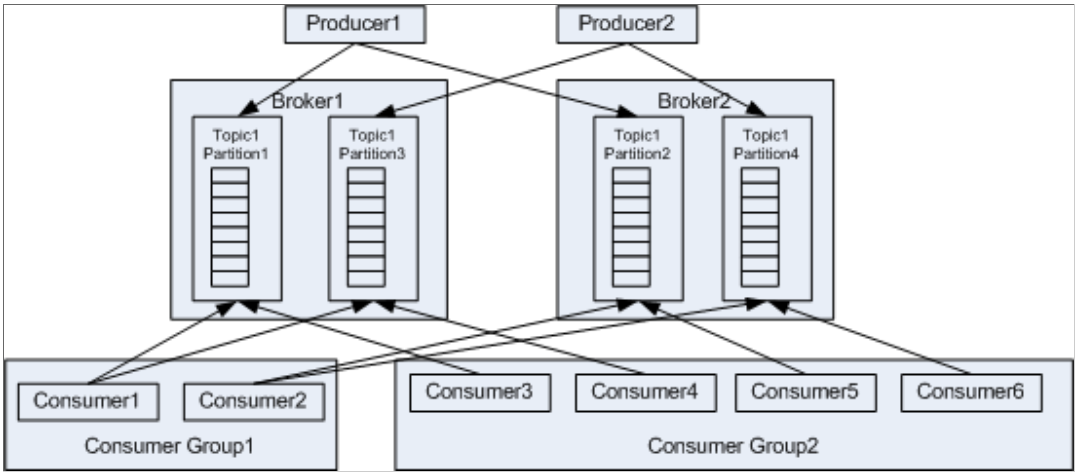 Producer1
Producer2
Broker1
Broker2
Topic1
Partition1
Topic1
Partition3
Topic1
Partition2
Topic1
Partition4
Consumer1
Consumer2
Consumer Group1
Consumer3
Consumer4
Consumer5
Consumer6
Consumer Group2